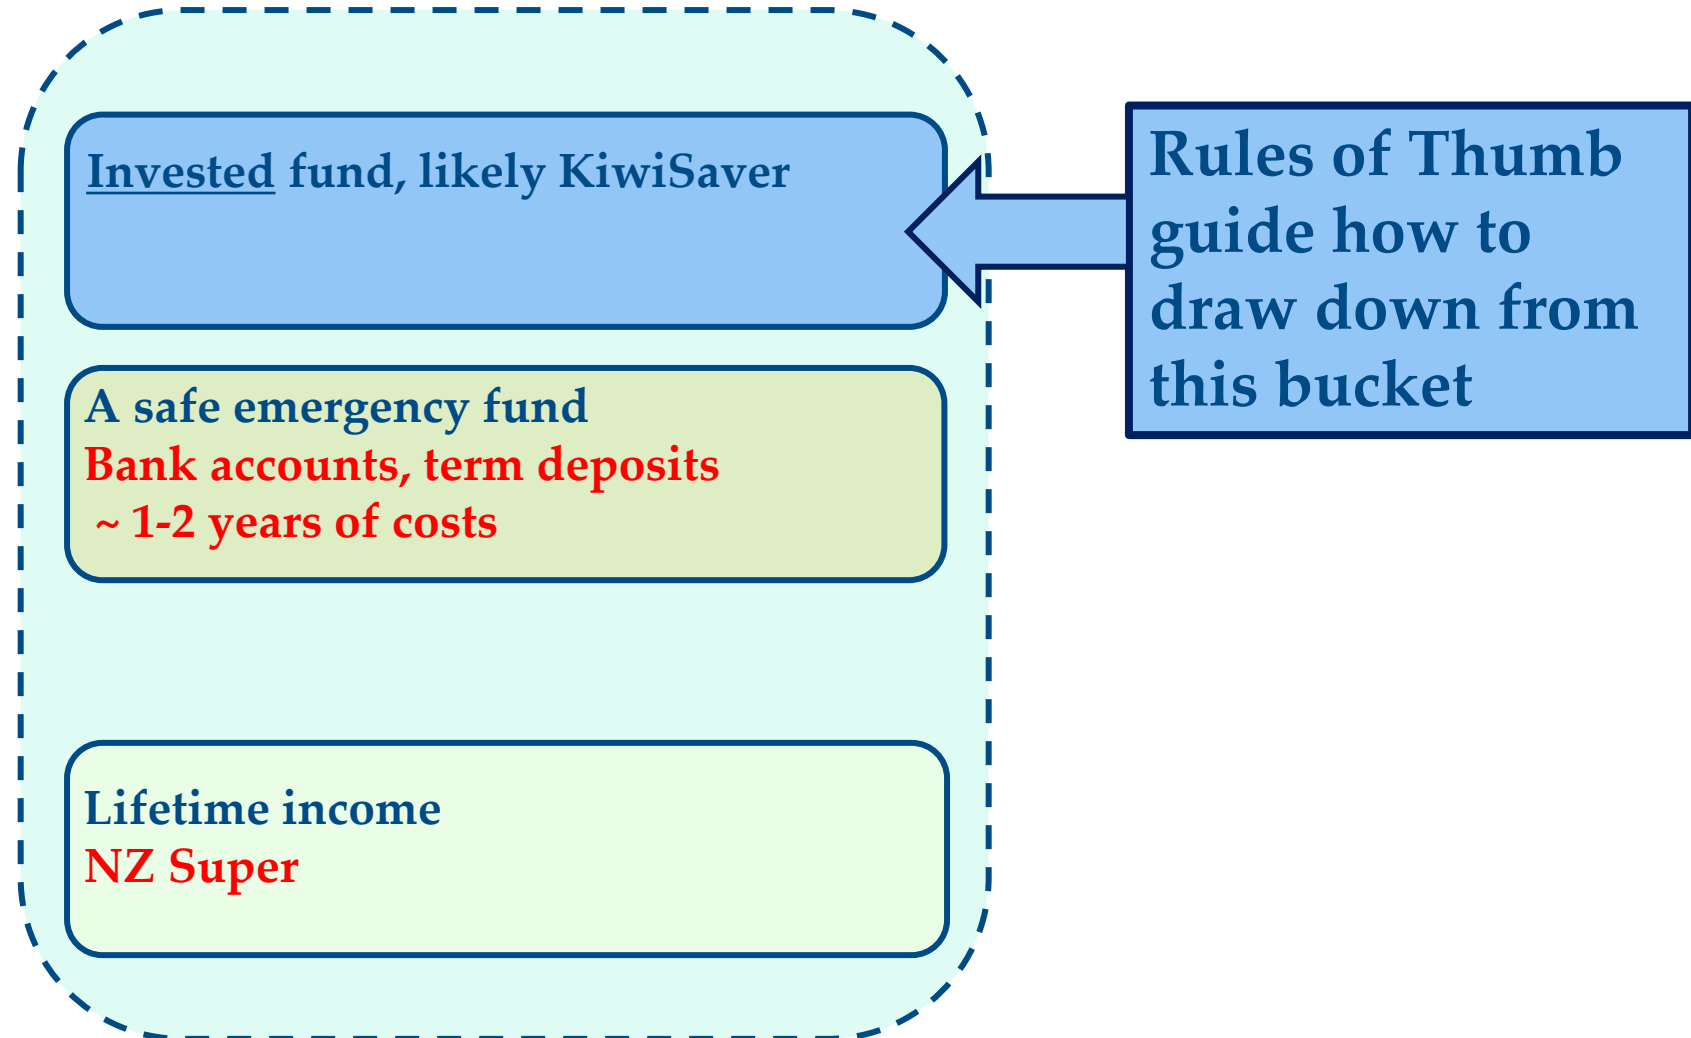 Invested fund, likely KiwiSaver
Rules of Thumb
guide how to
draw down from
this bucket
A safe emergency fund
Bank accounts, term deposits
~ 1-2 years of costs
Lifetime income
NZ Super